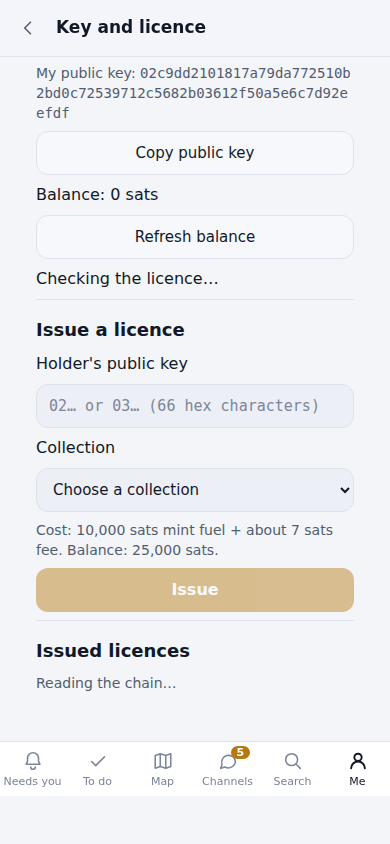 Key and licence
My public key: 02c9dd2101817a79da772510b
2bd0c72539712c5682b03612f50a5e6c7d92e
efdf
Copy public key
Balance: 0 sats
Refresh balance
Checking the licence…
Issue a licence
Holder's public key
02… or 03… (66 hex characters)
Collection
Choose a collection
Cost: 10,000 sats mint fuel + about 7 sats
fee. Balance: 25,000 sats.
Issue
Issued licences
Reading the chain…
5
Needs you To do Map Channels Search Me